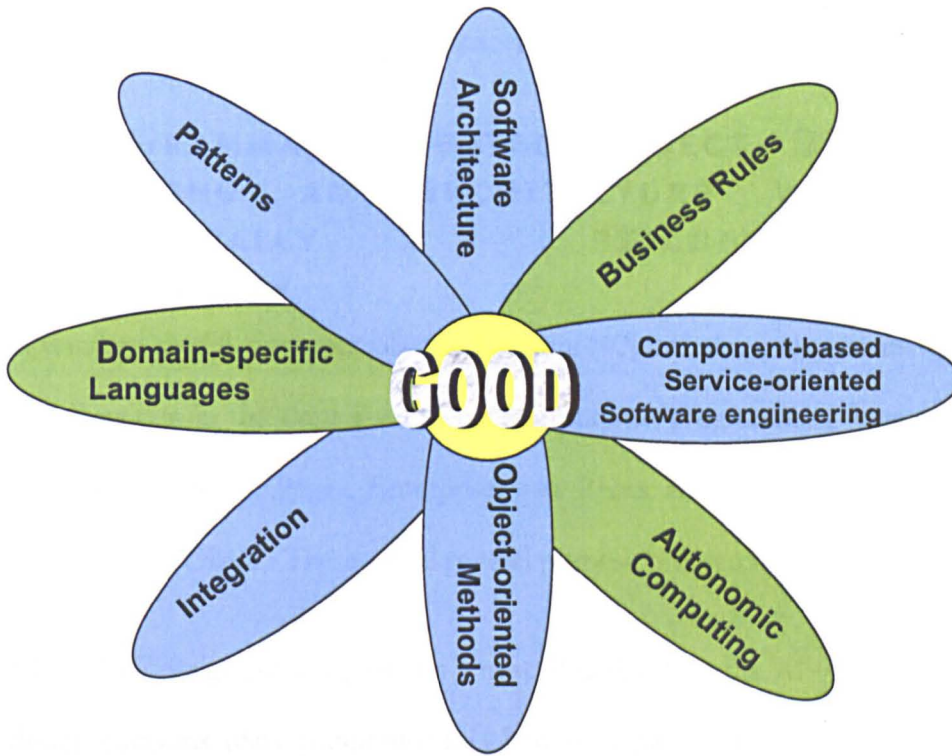 Software
Architecture
Patterns
Business Rules
Domain-specific
Languages
GOOD
Component-based
Service-oriented
Software engineering
Integration
Object-oriented
Methods
Autonomic
Computing